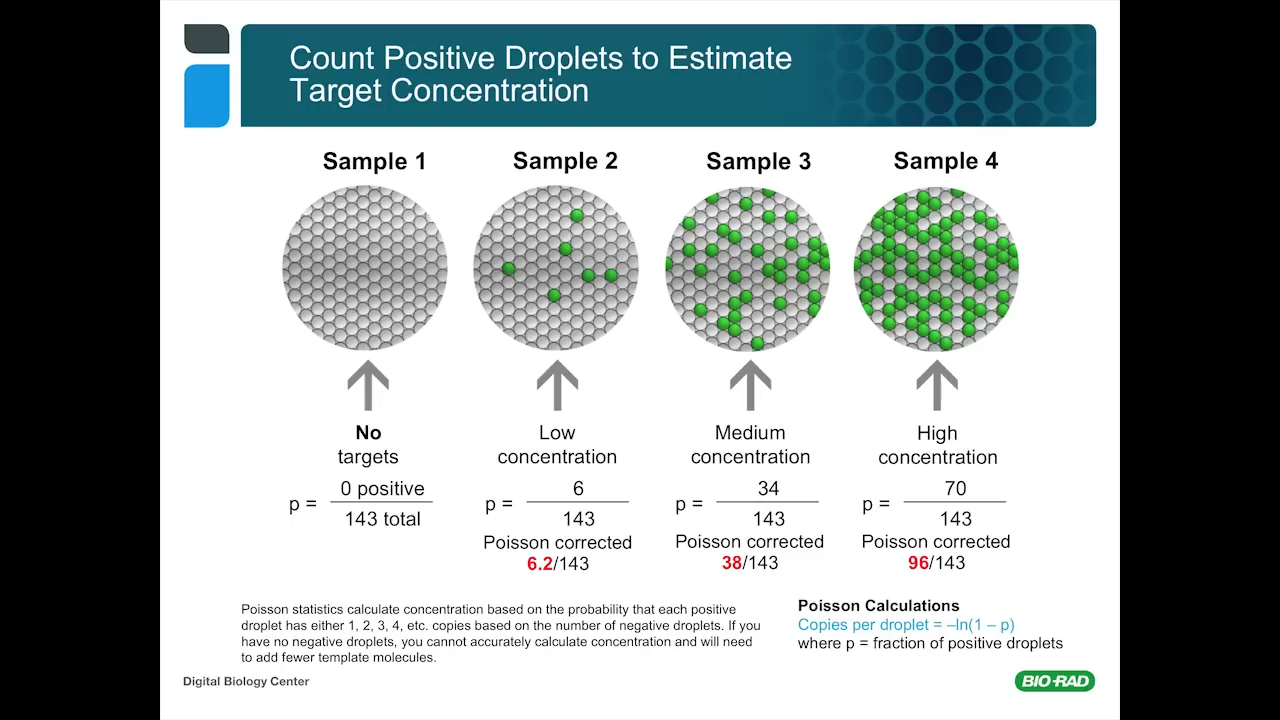 Count Positive Droplets to Estimate
Target Concentration
Sample 1
Sample 2
Sample 3
Sample 4
No
targets
Low
concentration
Medium
concentration
High
concentration
p = 0 positive
143 total
p = 6
143
Poisson corrected
6.2/143
p = 34
143
Poisson corrected
38/143
p = 70
143
Poisson corrected
96/143
Poisson statistics calculate concentration based on the probability that each positive
droplet has either 1, 2, 3, 4, etc. copies based on the number of negative droplets. If you
have no negative droplets, you cannot accurately calculate concentration and will need
to add fewer template molecules.
Poisson Calculations
Copies per droplet = –ln(1 – p)
where p = fraction of positive droplets
Digital Biology Center
BIO-RAD